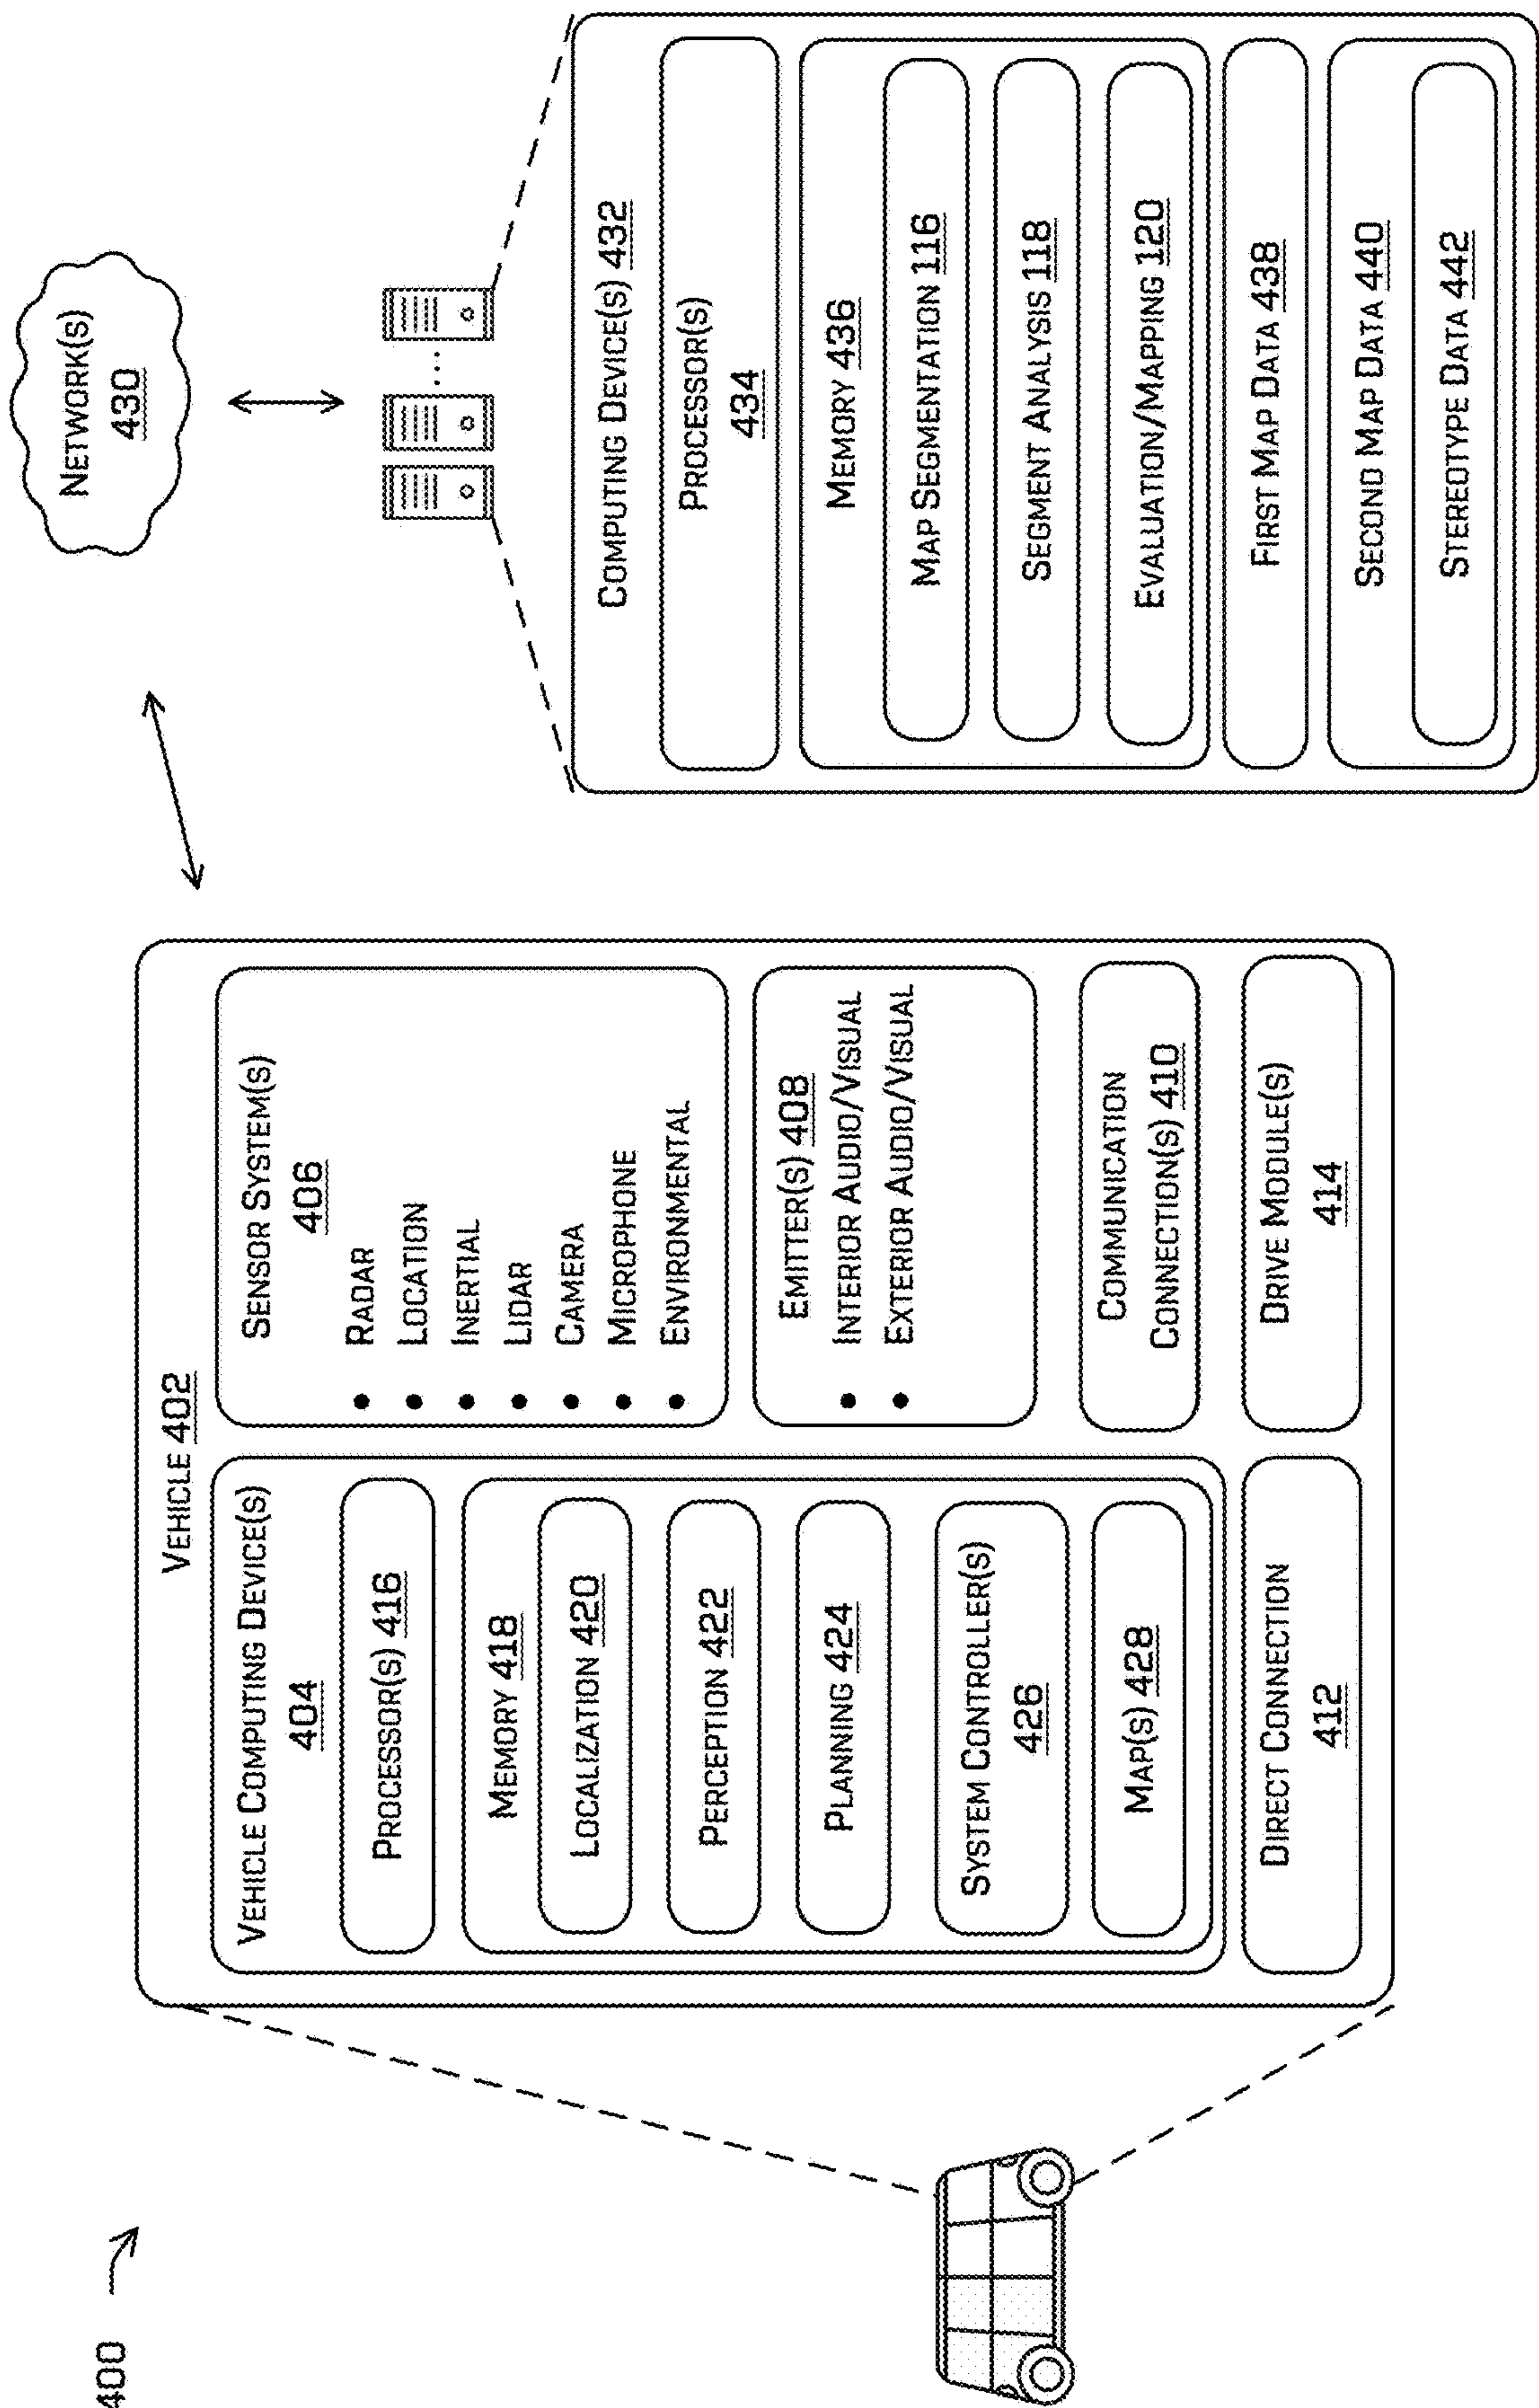 400
VEHICLE 402
VEHICLE COMPUTING DEVICE(S)
404
PROCESSOR(S) 416
MEMORY 418
LOCALIZATION 420
PERCEPTION 422
PLANNING 424
SYSTEM CONTROLLER(S)
426
MAP(S) 428
DIRECT CONNECTION
412
SENSOR SYSTEM(S)
406
• RADAR
• LOCATION
• INERTIAL
• LIDAR
• CAMERA
• MICROPHONE
• ENVIRONMENTAL
EMITTER(S) 408
• INTERIOR AUDIO/VISUAL
• EXTERIOR AUDIO/VISUAL
COMMUNICATION
CONNECTION(S) 410
DRIVE MODULE(S)
414
NETWORK(S)
430
COMPUTING DEVICE(S) 432
PROCESSOR(S)
434
MEMORY 436
MAP SEGMENTATION 116
SEGMENT ANALYSIS 118
EVALUATION/MAPPING 120
FIRST MAP DATA 438
SECOND MAP DATA 440
STEREOTYPE DATA 442